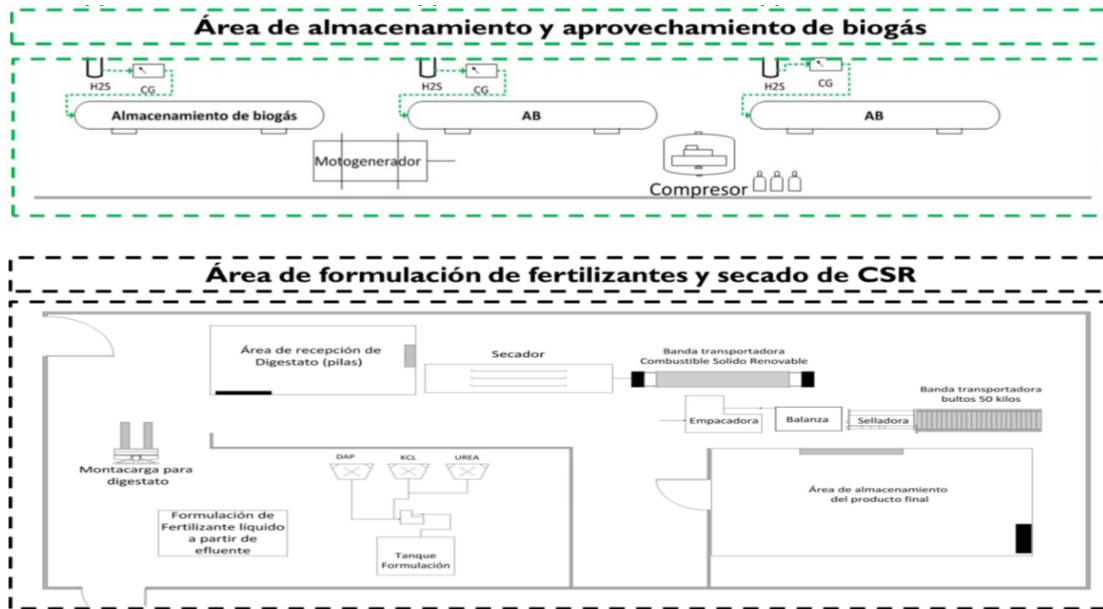 Área de almacenamiento y aprovechamiento de biogás
H2S
CG
H2S
CG
H2S
CG
Almacenamiento de biogás
AB
AB
Motogenerador
Compresor
Área de formulación de fertilizantes y secado de CSR
Área de recepción de
Digestato (pilas)
Secador
Banda transportadora
Combustible Solido Renovable
Banda transportadora
bultos 50 kilos
Empacadora
Balanza
Selladora
Montacarga para
digestato
DAP
KCL
UREA
Área de almacenamiento
del producto final
Formulación de
Fertilizante líquido
a partir de
efluente
Tanque
Formulación